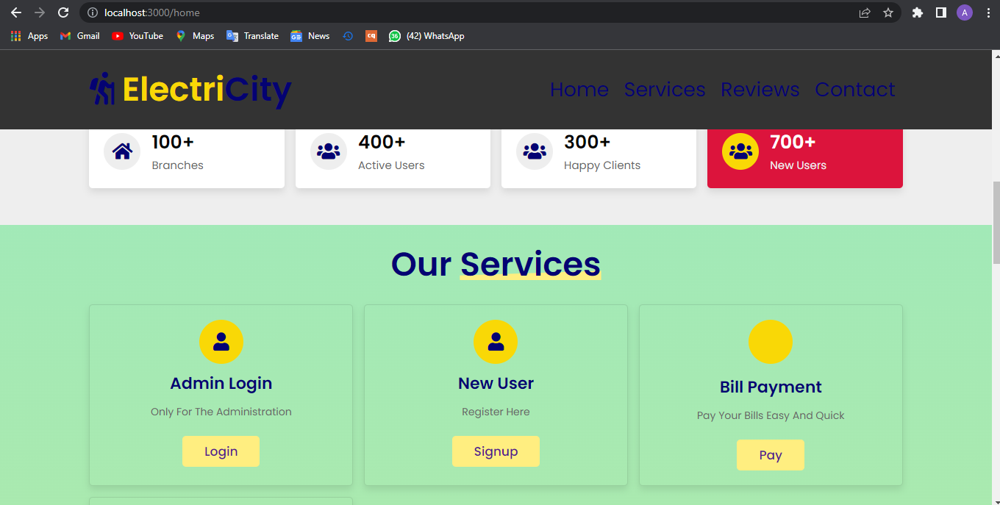 localhost:3000/home
A
Apps Gmail YouTube Maps Translate News cq 36 (42) WhatsApp
ElectriCity Home Services Reviews Contact
100+ 400+ 300+ 700+
Branches Active Users Happy Clients New Users
Our Services
Admin Login New User Bill Payment
Only For The Administration Register Here Pay Your Bills Easy And Quick
Login Signup Pay